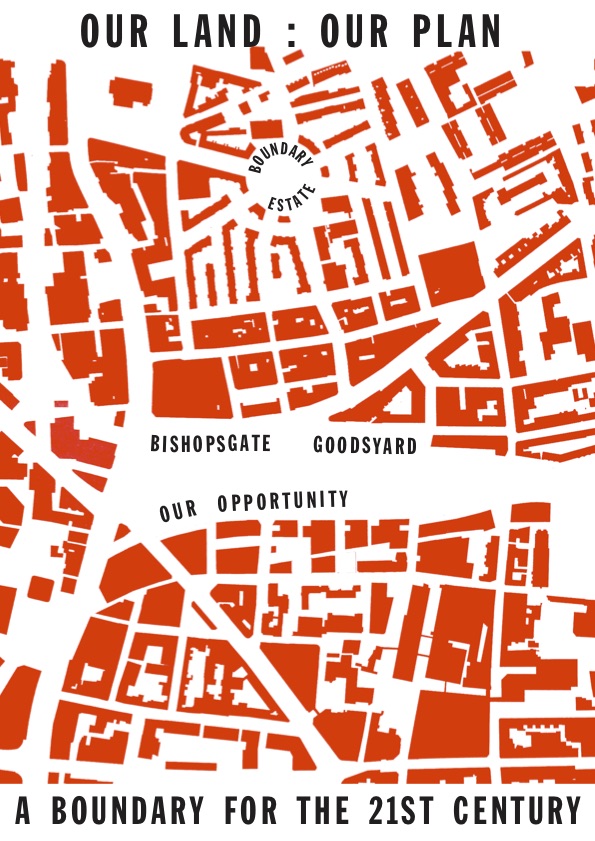 OUR LAND : OUR PLAN
BOUNDARY
ESTATE
BISHOPSGATE GOODSYARD
OUR OPPORTUNITY
A BOUNDARY FOR THE 21ST CENTURY